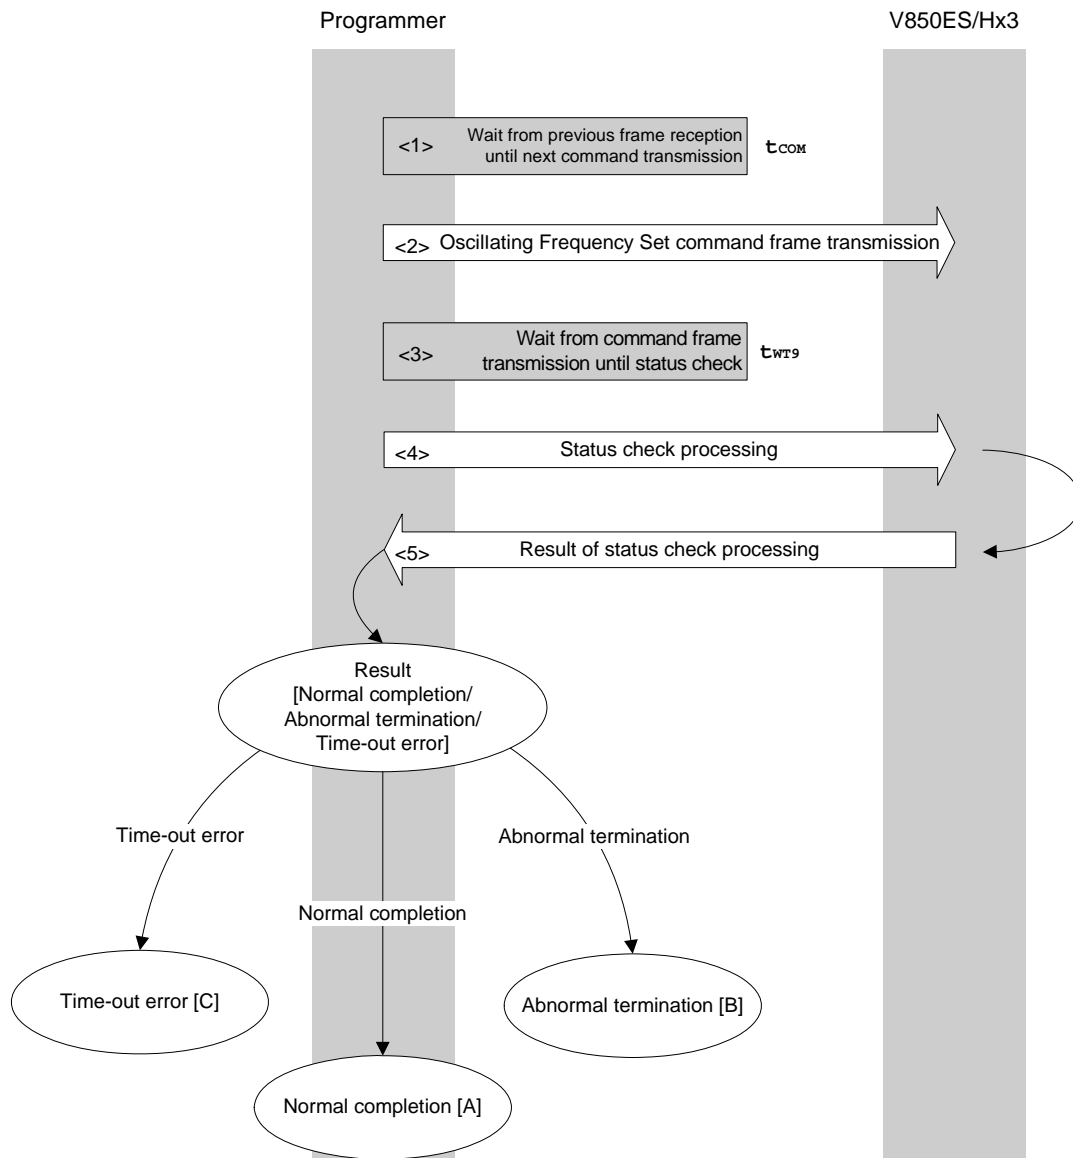 Programmer
V850ES/Hx3
<1>
Wait from previous frame reception
until next command transmission
tCOM
<2> Oscillating Frequency Set command frame transmission
<3>
Wait from command frame
transmission until status check
tWT9
<4>
Status check processing
<5>
Result of status check processing
Result
[Normal completion/
Abnormal termination/
Time-out error]
Time-out error
Abnormal termination
Normal completion
Time-out error [C]
Abnormal termination [B]
Normal completion [A]